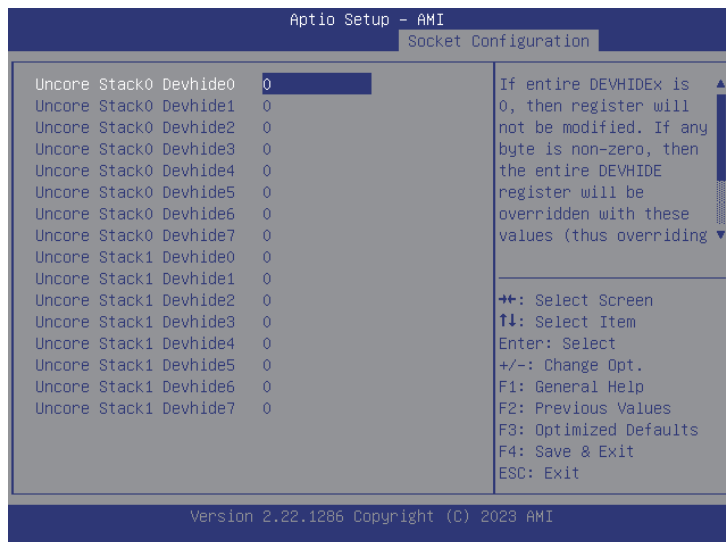 Aptio Setup – AMI
Socket Configuration
Uncore Stack0 Devhide0 0
Uncore Stack0 Devhide1 0
Uncore Stack0 Devhide2 0
Uncore Stack0 Devhide3 0
Uncore Stack0 Devhide4 0
Uncore Stack0 Devhide5 0
Uncore Stack0 Devhide6 0
Uncore Stack0 Devhide7 0
Uncore Stack1 Devhide0 0
Uncore Stack1 Devhide1 0
Uncore Stack1 Devhide2 0
Uncore Stack1 Devhide3 0
Uncore Stack1 Devhide4 0
Uncore Stack1 Devhide5 0
Uncore Stack1 Devhide6 0
Uncore Stack1 Devhide7 0
If entire DEVHIDEx is
0, then register will
not be modified. If any
byte is non-zero, then
the entire DEVHIDE
register will be
overridden with these
values (thus overriding
→←: Select Screen
↑↓: Select Item
Enter: Select
+/-: Change Opt.
F1: General Help
F2: Previous Values
F3: Optimized Defaults
F4: Save & Exit
ESC: Exit
Version 2.22.1286 Copyright (C) 2023 AMI